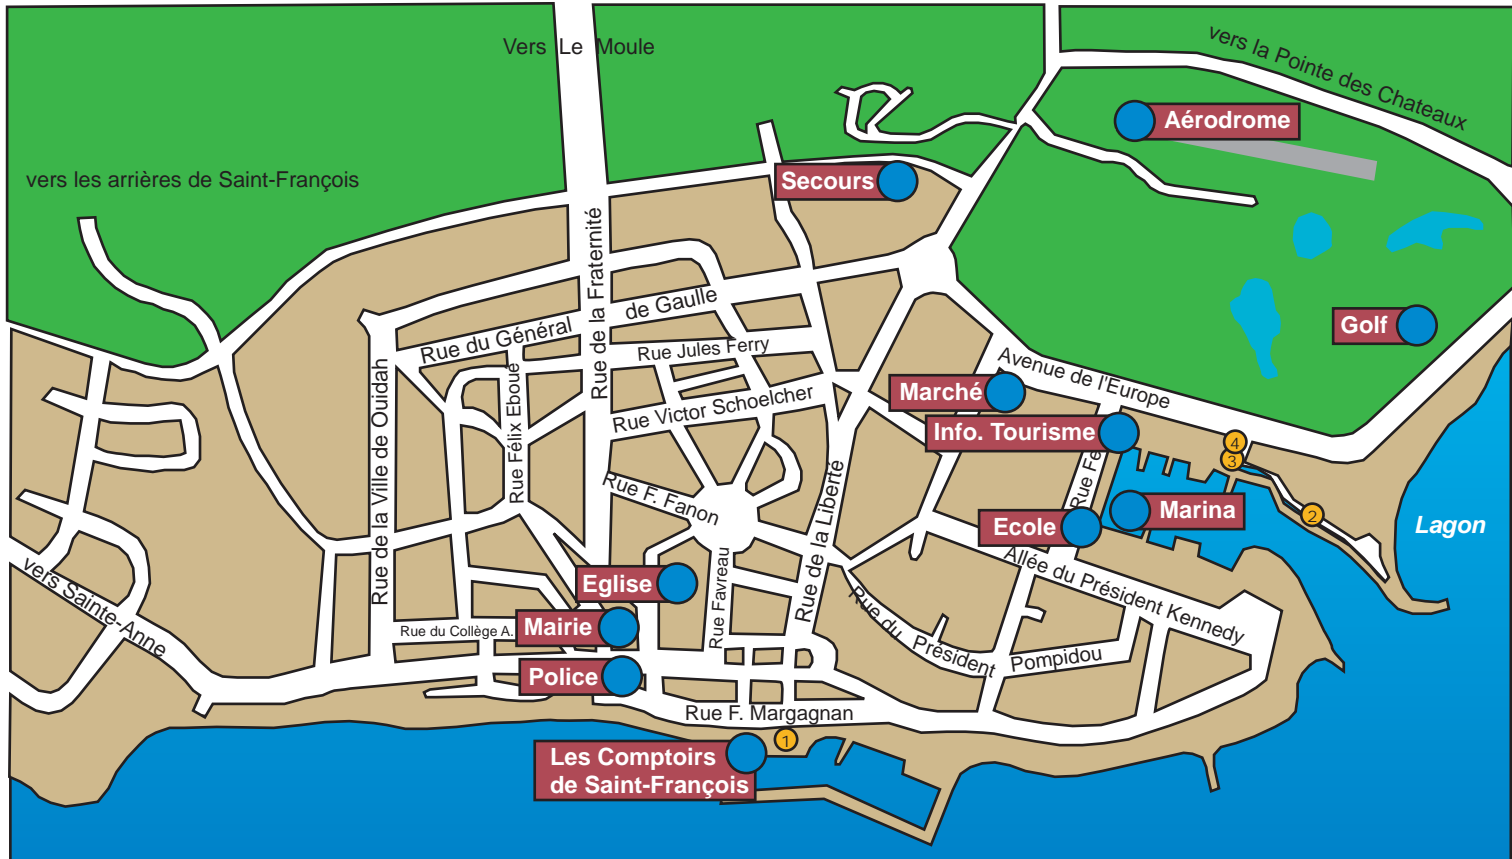 Vers Le Moule
vers la Pointe des Chateaux
Aérodrome
vers les arrières de Saint-François
Secours
Rue de la Fraternité
Rue du Général de Gaulle
Golf
Rue Jules Ferry
Avenue de l'Europe
Rue de la Ville de Ouidah
Rue Félix Eboue
Marché
Rue Victor Schoelcher
Info. Tourisme
4
3
Rue F. Fanon
Rue de la Liberté
Rue Fe
Marina
2
Lagon
Ecole
Allée du Président Kennedy
vers Sainte-Anne
Eglise
Rue Favreau
Rue du Président Pompidou
Rue du Collège A.
Mairie
Police
Rue F. Margagnan
1
Les Comptoirs
de Saint-François